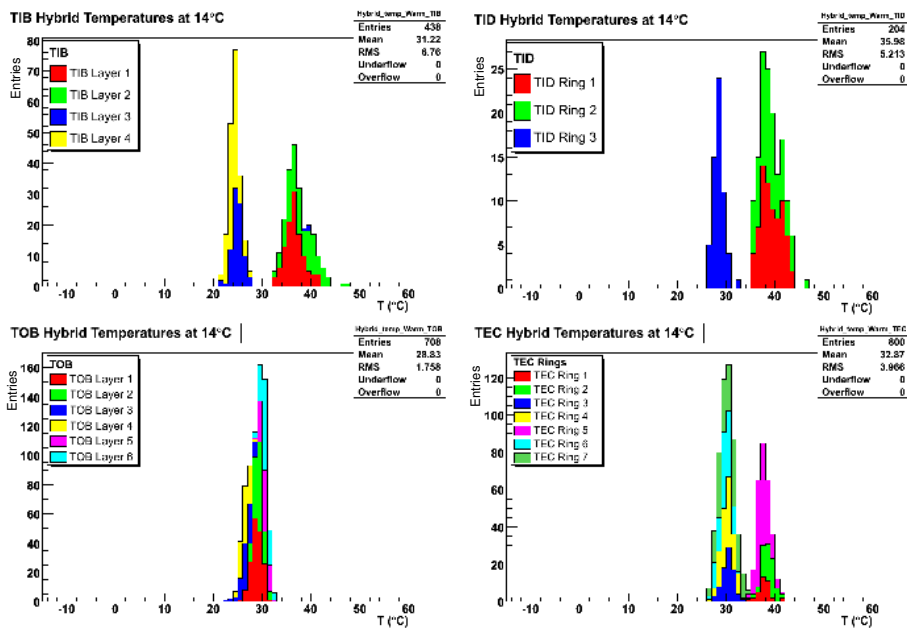 TIB Hybrid Temperatures at 14°C
Hybrid_temp_Warm_TIB
Entries 438
Mean 31.22
RMS 6.76
Underflow 0
Overflow 0
Entries
80
70
60
50
40
30
20
10
0
TIB
TIB Layer 1
TIB Layer 2
TIB Layer 3
TIB Layer 4
-10 0 10 20 30 40 50 60
T (°C)
TID Hybrid Temperatures at 14°C
Hybrid_temp_Warm_TID
Entries 204
Mean 35.98
RMS 5.213
Underflow 0
Overflow 0
Entries
25
20
15
10
5
0
TID
TID Ring 1
TID Ring 2
TID Ring 3
-10 0 10 20 30 40 50 60
T (°C)
TOB Hybrid Temperatures at 14°C
Hybrid_temp_Warm_TOB
Entries 708
Mean 28.83
RMS 1.758
Underflow 0
Overflow 0
Entries
160
140
120
100
80
60
40
20
0
TOB
TOB Layer 1
TOB Layer 2
TOB Layer 3
TOB Layer 4
TOB Layer 5
TOB Layer 6
-10 0 10 20 30 40 50 60
T (°C)
TEC Hybrid Temperatures at 14°C
Hybrid_temp_Warm_TEC
Entries 800
Mean 32.87
RMS 3.966
Underflow 0
Overflow 0
Entries
120
100
80
60
40
20
0
TEC Rings
TEC Ring 1
TEC Ring 2
TEC Ring 3
TEC Ring 4
TEC Ring 5
TEC Ring 6
TEC Ring 7
-10 0 10 20 30 40 50 60
T (°C)